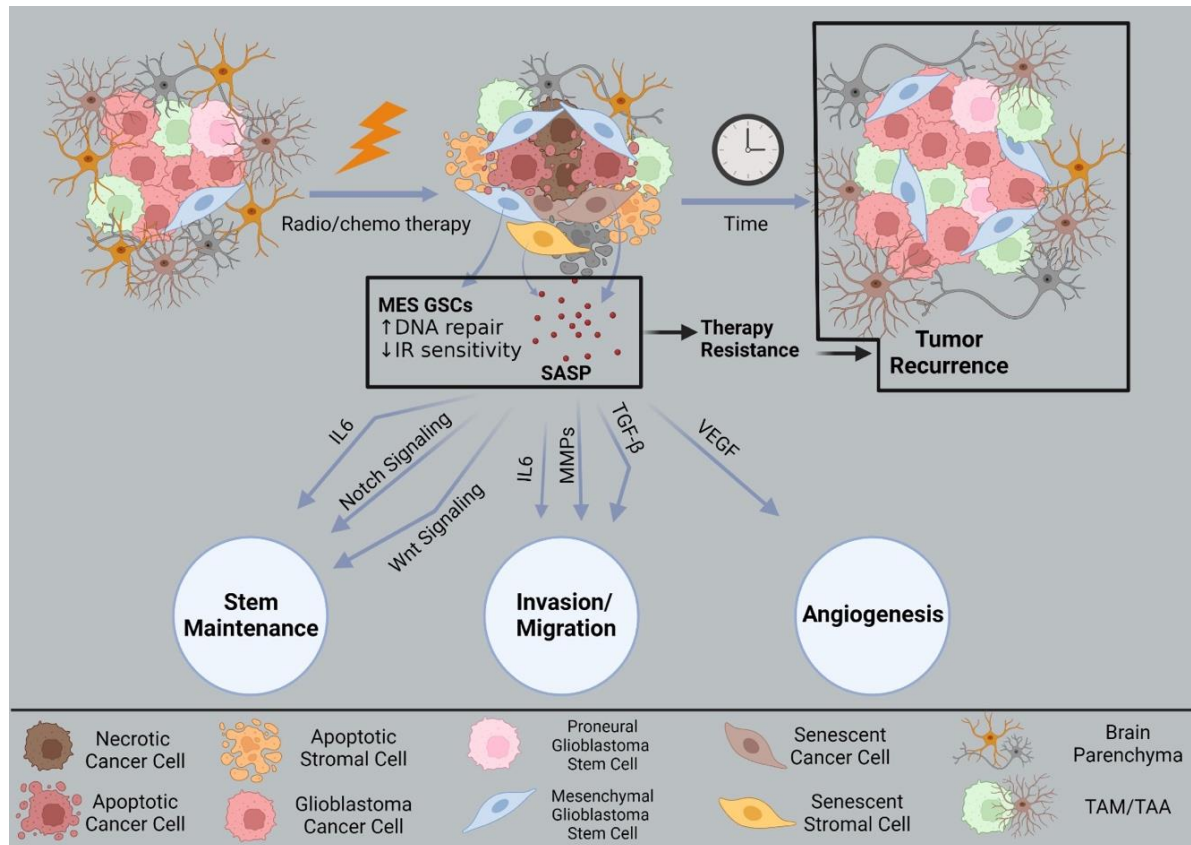 Radio/chemo therapy
Time
MES GSCs
↑DNA repair
↓IR sensitivity
SASP
Therapy
Resistance
Tumor
Recurrence
IL6
Notch Signaling
Wnt Signaling
IL6
MMPs
TGF-β
VEGF
Stem
Maintenance
Invasion/
Migration
Angiogenesis
Necrotic
Cancer Cell
Apoptotic
Stromal Cell
Proneural
Glioblastoma
Stem Cell
Senescent
Cancer Cell
Brain
Parenchyma
Apoptotic
Cancer Cell
Glioblastoma
Cancer Cell
Mesenchymal
Glioblastoma
Stem Cell
Senescent
Stromal Cell
TAM/TAA